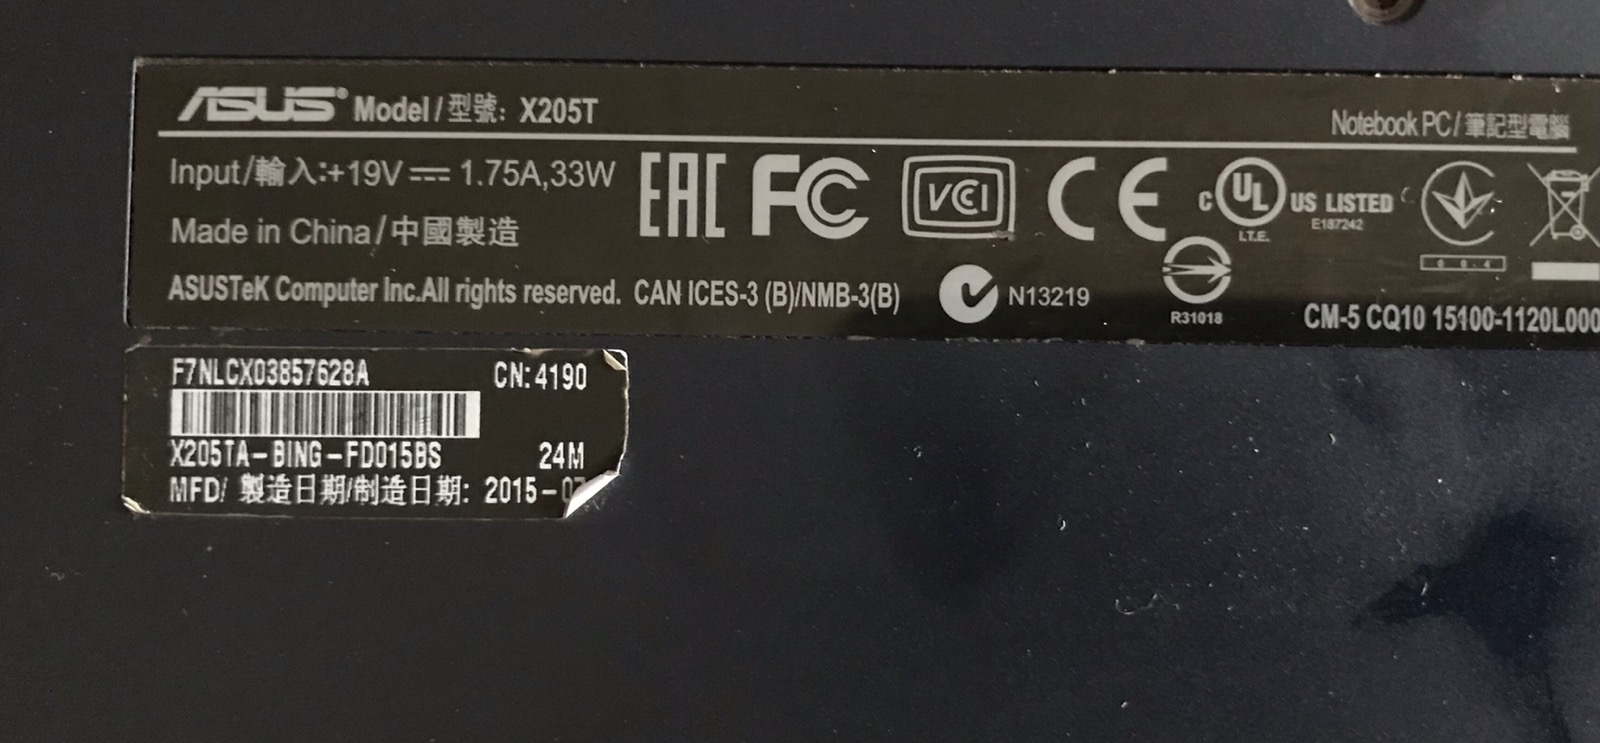 ASUS Model/型號: X205T
Notebook PC/筆記型電腦
Input/輸入:+19V 1.75A,33W
EAC FC VCCI CE c UL US LISTED
I.T.E. E187242
Made in China/中國製造
ASUSTeK Computer Inc.All rights reserved. CAN ICES-3 (B)/NMB-3(B) N13219
R31018
CM-5 CQ10 15100-1120L000
F7NLCX03857628A CN:4190
X205TA-BING-FD015BS 24M
MFD/ 製造日期/制造日期: 2015-07